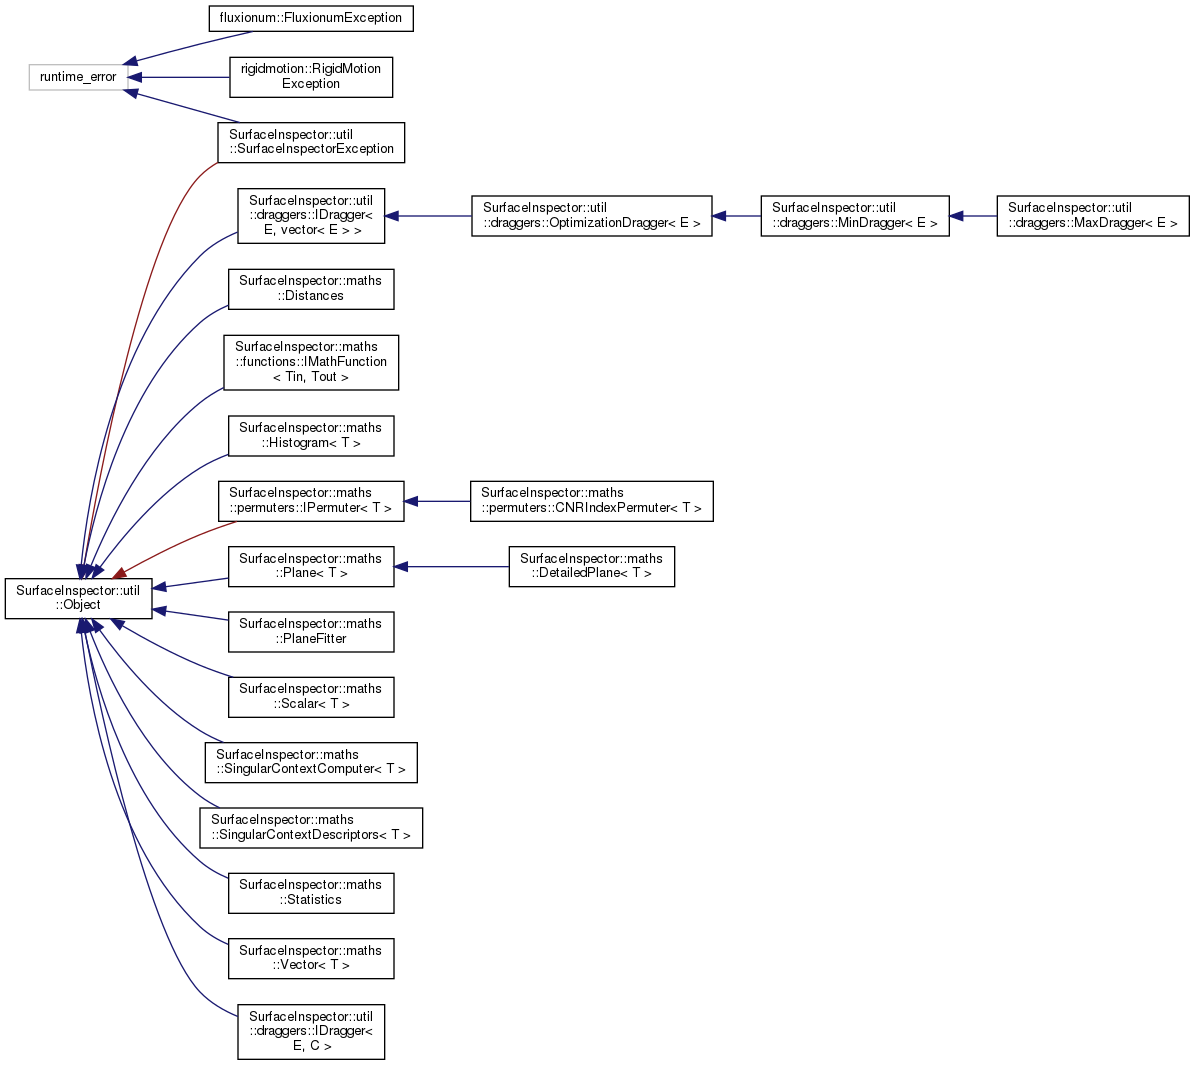 fluxionum::FluxionumException
runtime_error
rigidmotion::RigidMotion
Exception
SurfaceInspector::util
::SurfaceInspectorException
SurfaceInspector::util
::draggers::IDragger<
E, vector< E > >
SurfaceInspector::util
::draggers::OptimizationDragger< E >
SurfaceInspector::util
::draggers::MinDragger< E >
SurfaceInspector::util
::draggers::MaxDragger< E >
SurfaceInspector::maths
::Distances
SurfaceInspector::maths
::functions::IMathFunction
< Tin, Tout >
SurfaceInspector::maths
::Histogram< T >
SurfaceInspector::maths
::permuters::IPermuter< T >
SurfaceInspector::maths
::permuters::CNRIndexPermuter< T >
SurfaceInspector::maths
::Plane< T >
SurfaceInspector::maths
::DetailedPlane< T >
SurfaceInspector::util
::Object
SurfaceInspector::maths
::PlaneFitter
SurfaceInspector::maths
::Scalar< T >
SurfaceInspector::maths
::SingularContextComputer< T >
SurfaceInspector::maths
::SingularContextDescriptors< T >
SurfaceInspector::maths
::Statistics
SurfaceInspector::maths
::Vector< T >
SurfaceInspector::util
::draggers::IDragger<
E, C >